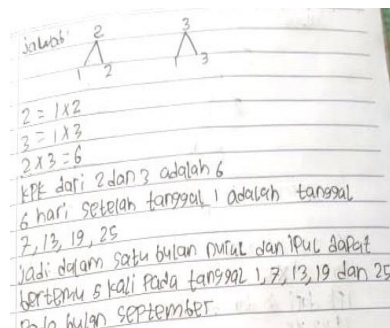 Jawab:
2 3
1 2 1 3
2 = 1x2
3 = 1x3
2x3 = 6
KPK dari 2 dan 3 adalah 6
6 hari setelah tanggal 1 adalah tanggal
7, 13, 19, 25
Jadi dalam satu bulan nurul dan ipul dapat
bertemu 5 kali Pada tanggal 1, 7, 13, 19 dan 25
Pada bulan September